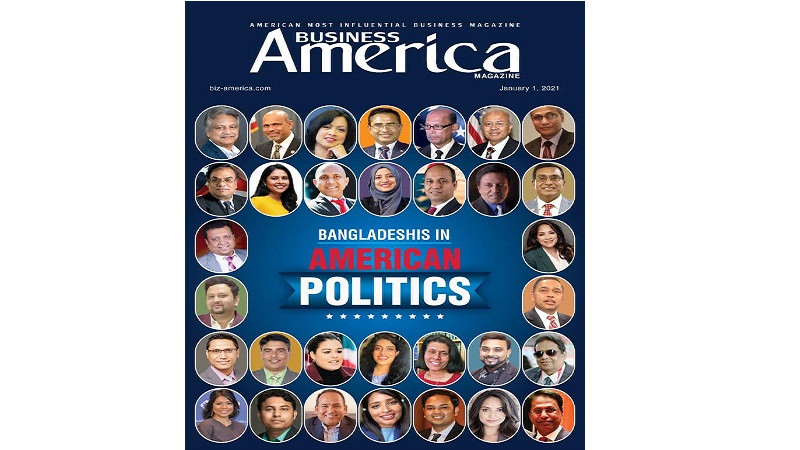 AMERICAN MOST INFLUENTIAL BUSINESS MAGAZINE
BUSINESS
America
MAGAZINE
biz-america.com
January 1, 2021
BANGLADESHIS IN
AMERICAN
POLITICS